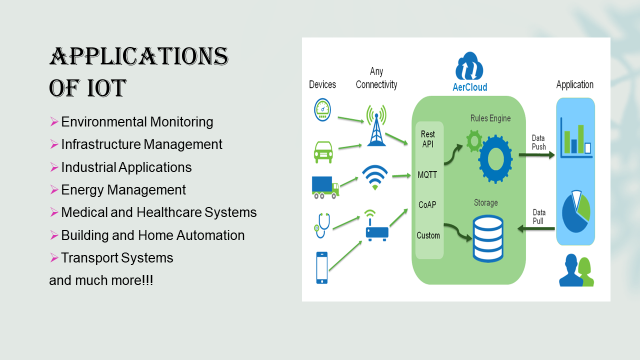 APPLICATIONS
OF IOT
Environmental Monitoring
Infrastructure Management
Industrial Applications
Energy Management
Medical and Healthcare Systems
Building and Home Automation
Transport Systems
and much more!!!
Devices
Any
Connectivity
AerCloud
Application
Rules Engine
Rest
API
MQTT
CoAP
Custom
Storage
Data
Push
Data
Pull